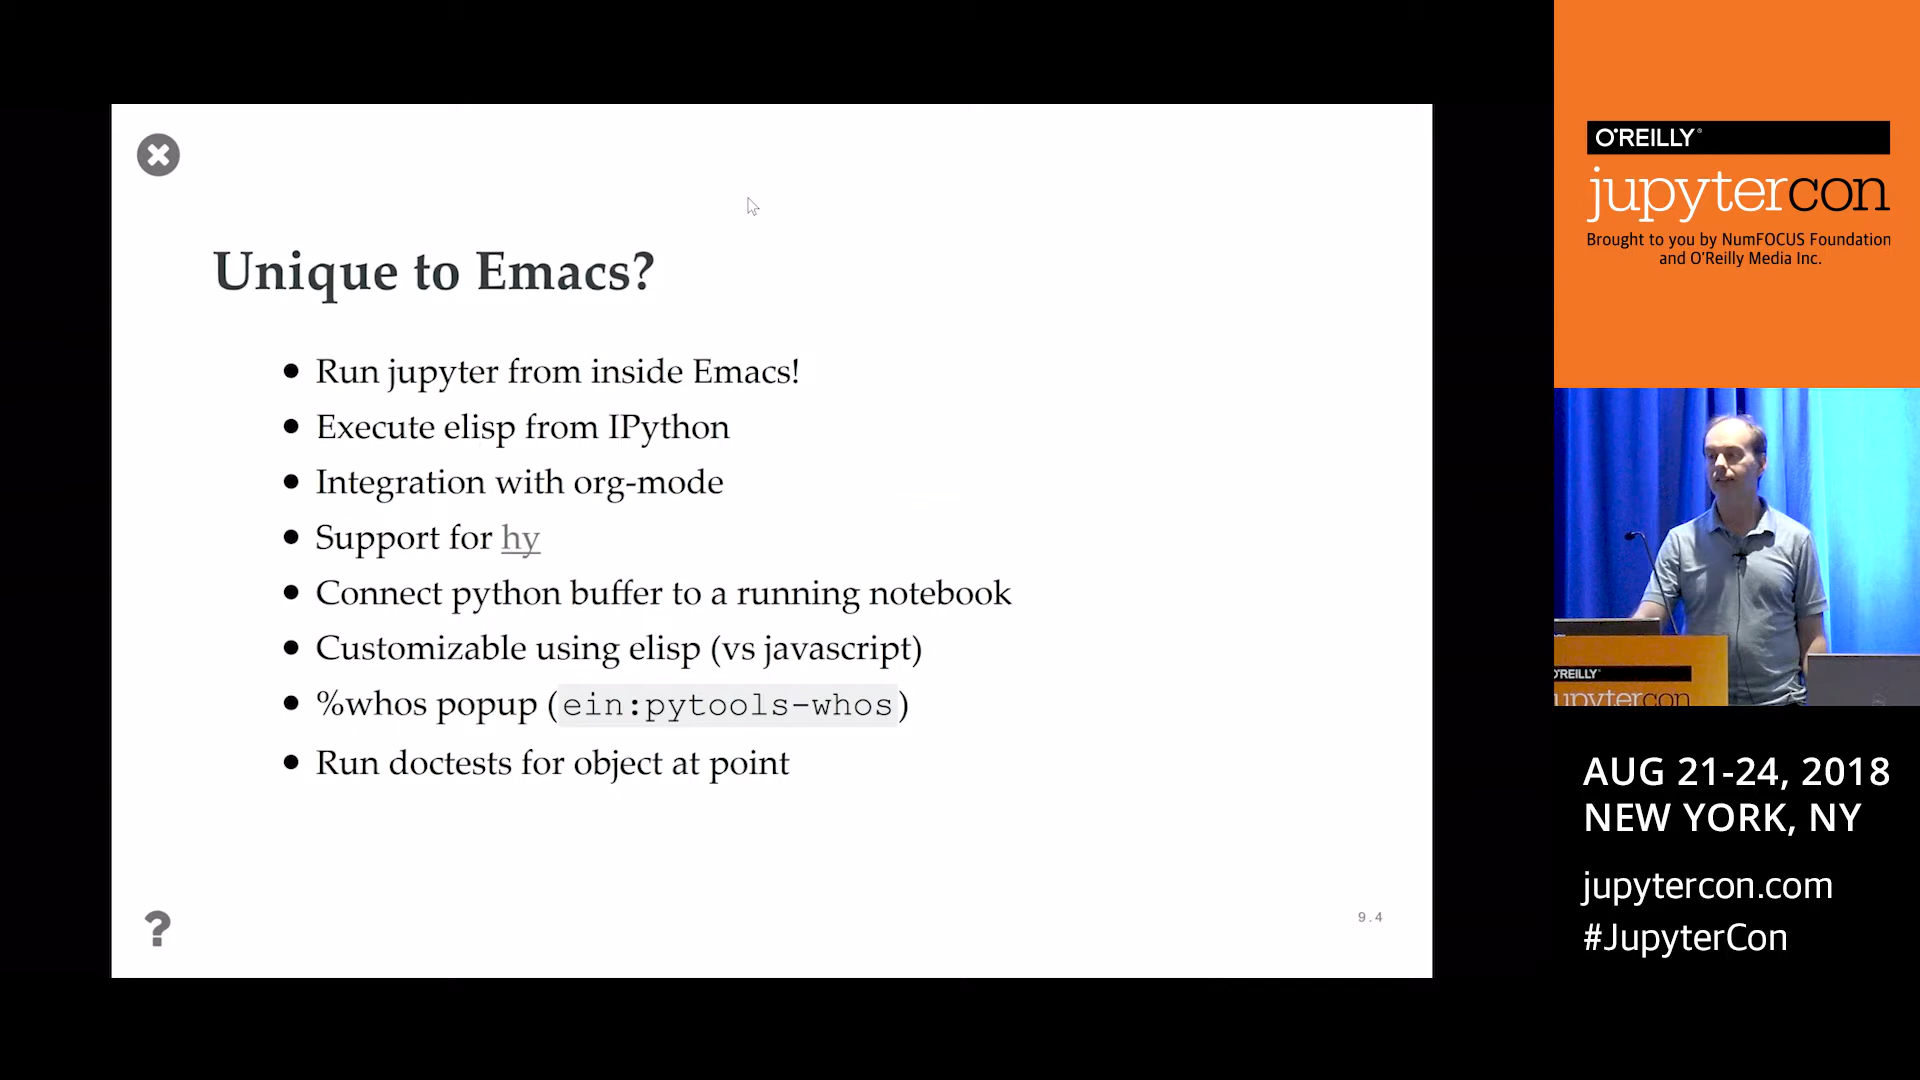 Unique to Emacs?
Run jupyter from inside Emacs!
Execute elisp from IPython
Integration with org-mode
Support for hy
Connect python buffer to a running notebook
Customizable using elisp (vs javascript)
%whos popup (ein:pytools-whos)
Run doctests for object at point
?
9.4
O'REILLY®
jupytercon
Brought to you by NumFOCUS Foundation
and O'Reilly Media Inc.
O'REILLY
jupytercon
AUG 21-24, 2018
NEW YORK, NY
jupytercon.com
#JupyterCon